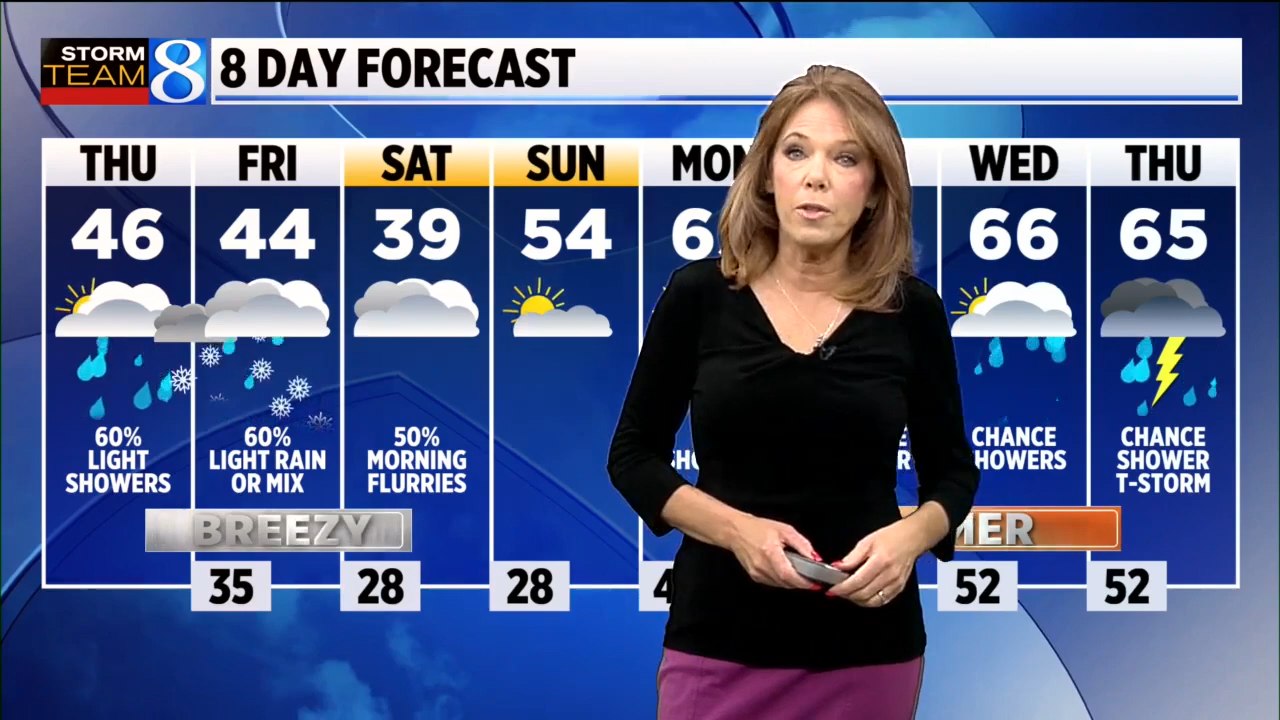 STORM
TEAM 8
8 DAY FORECAST
THU FRI SAT SUN MON WED THU
46 44 39 54 66 65
60%
LIGHT
SHOWERS
60%
LIGHT RAIN
OR MIX
50%
MORNING
FLURRIES
CHANCE
SHOWERS
CHANCE
SHOWER
T-STORM
BREEZY
35 28 28 52 52